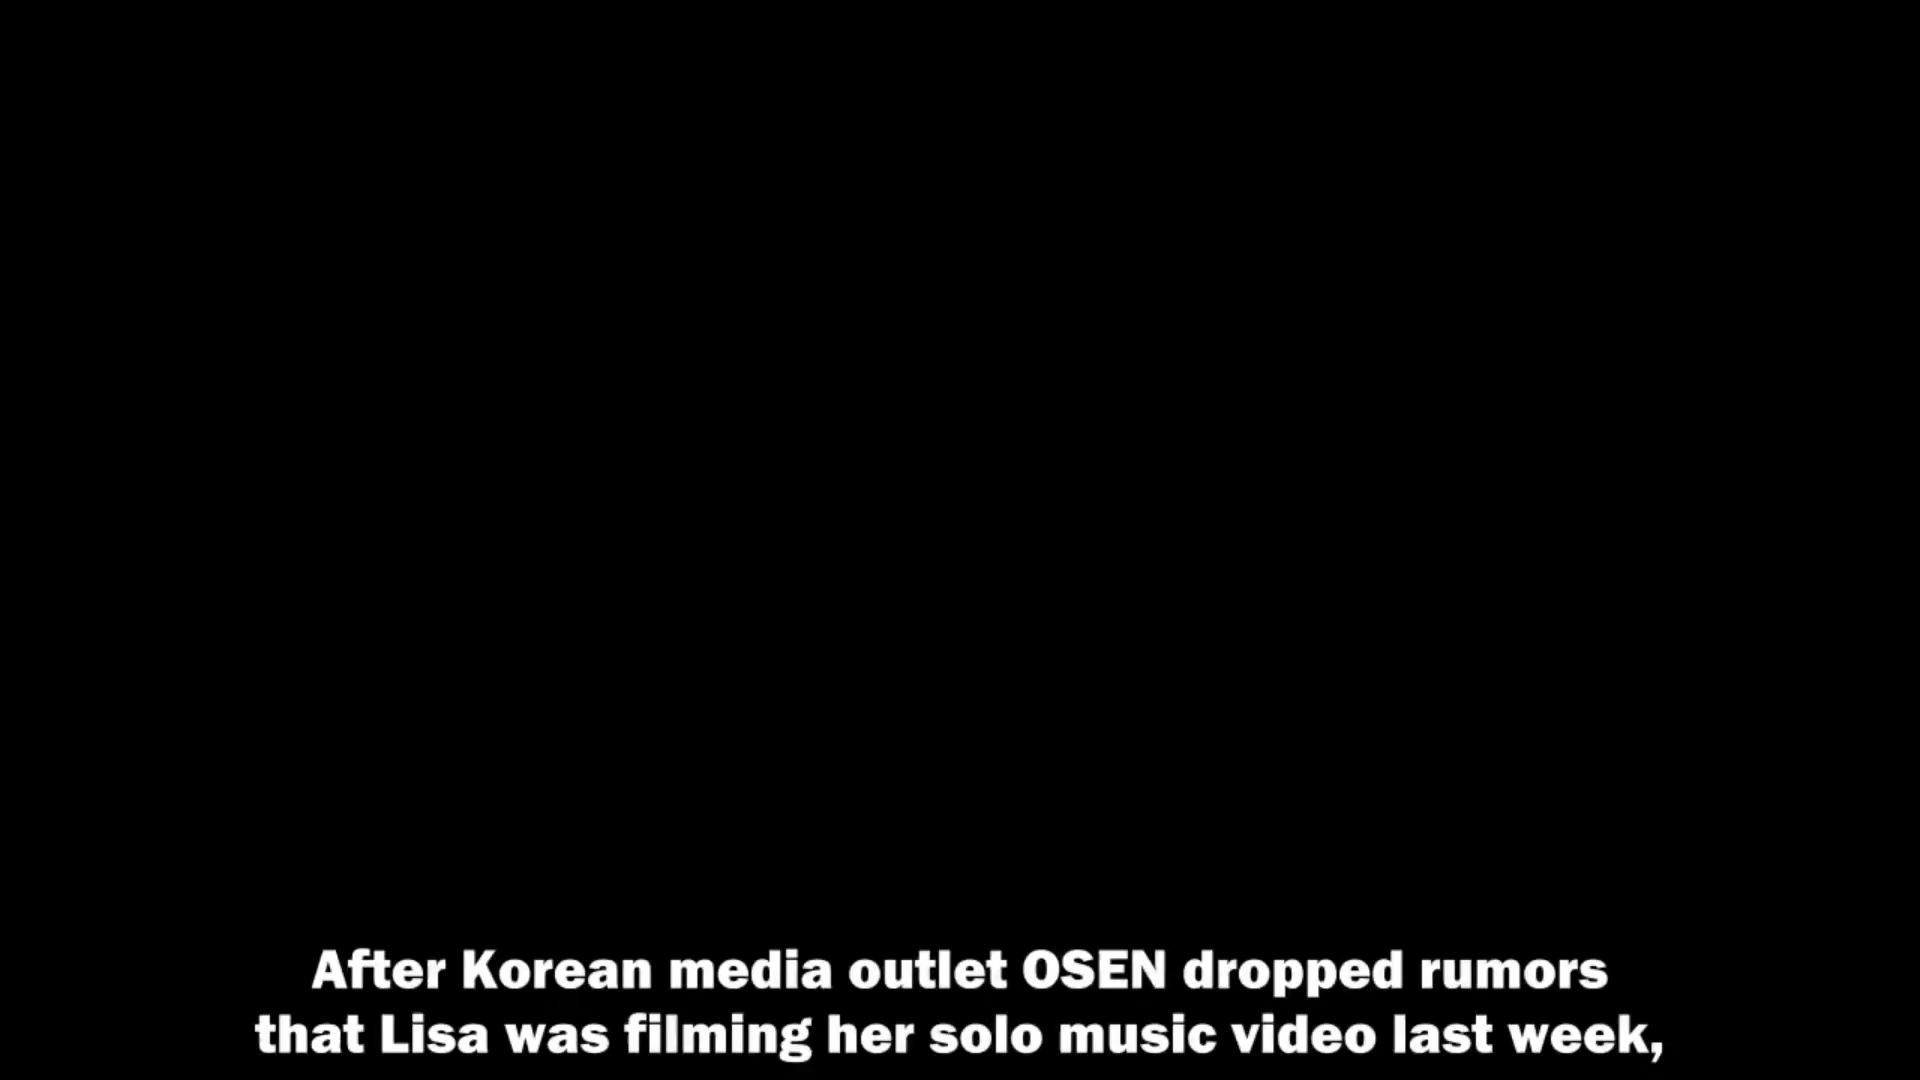 After Korean media outlet OSEN dropped rumors
that Lisa was filming her solo music video last week,